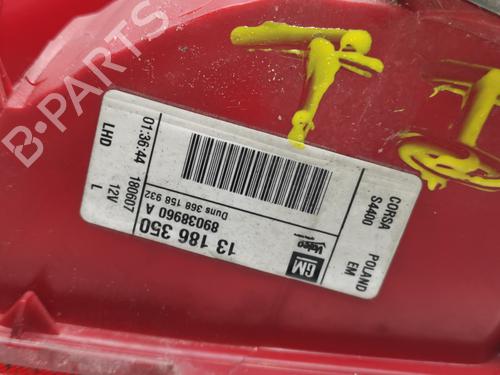 GM
Valeo
13 186 350
89038960 A
Duns 368 158 932
POLAND
EM
CORSA
S4400
180607
12V
L
01:36:44
LHD
B-PARTS